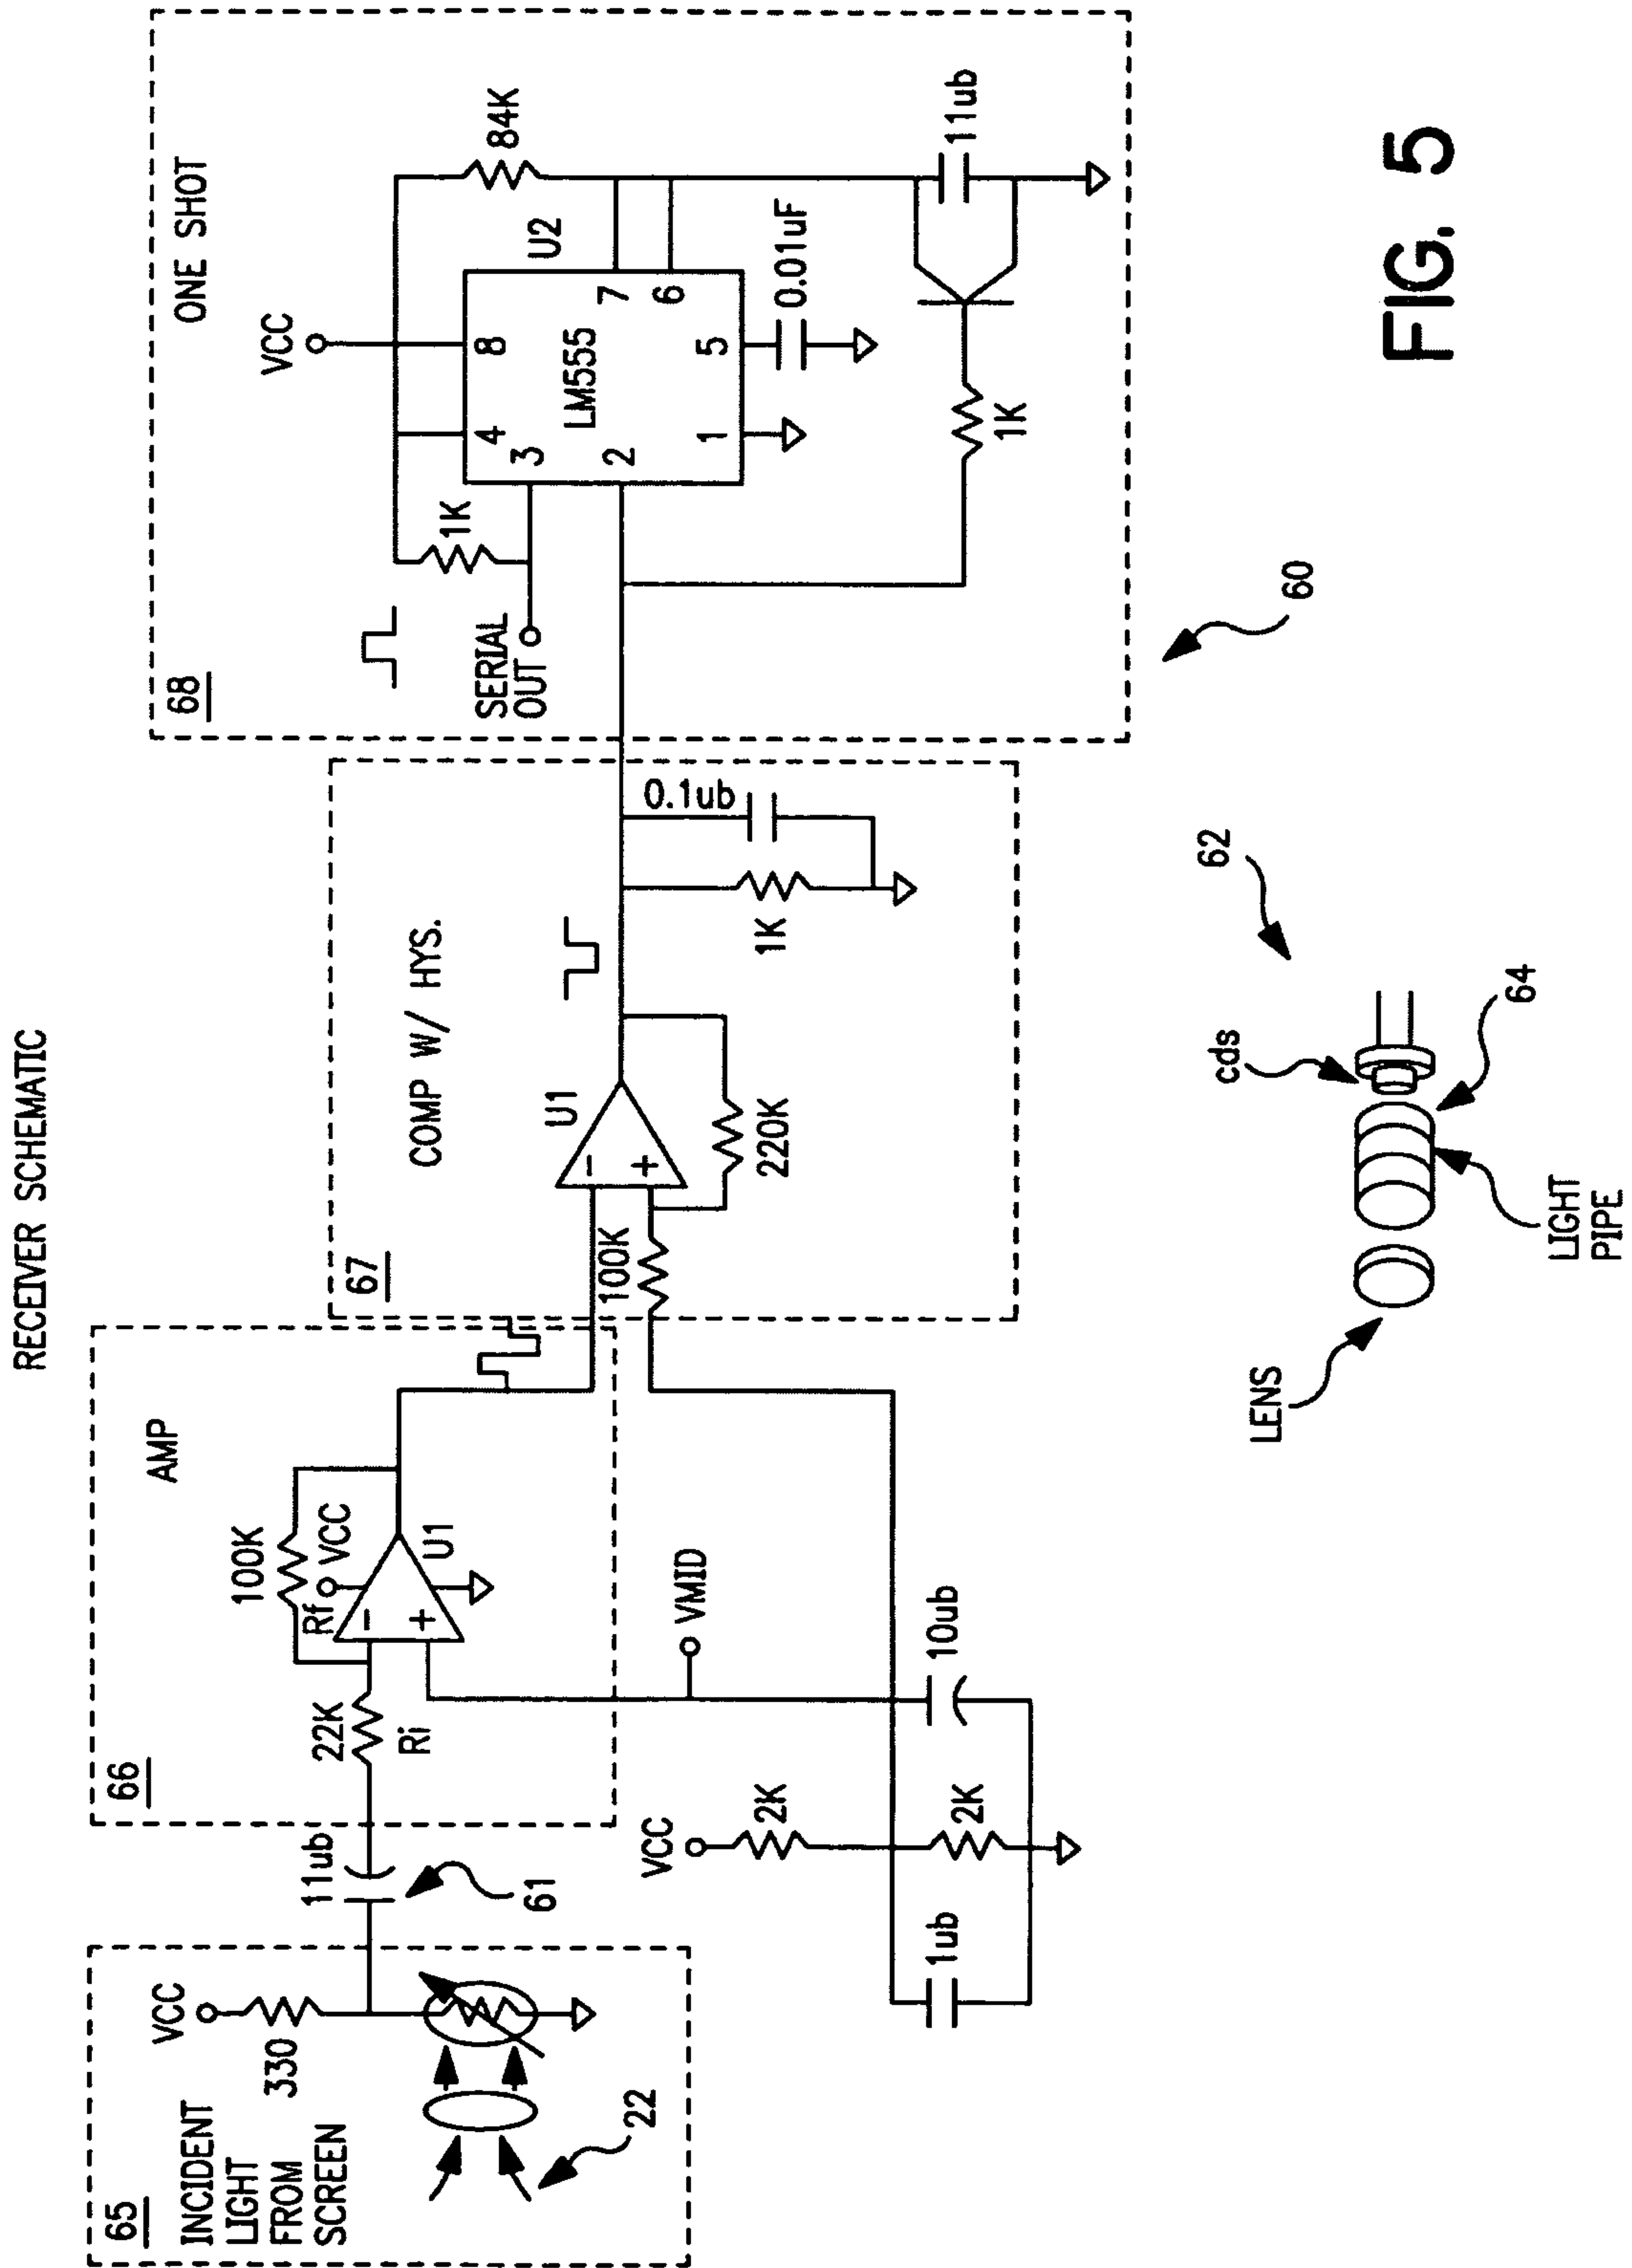 RECEIVER SCHEMATIC
65
INCIDENT
LIGHT
FROM
SCREEN
VCC
330
22
11ub
61
66
AMP
22K
Ri
100K
Rf
VCC
-
+
U1
VMID
VCC
2K
2K
1ub
10ub
67
COMP W/ HYS.
100K
-
+
U1
220K
1K
0.1ub
68
ONE SHOT
VCC
1K
SERIAL
OUT
4
8
3
2
LM555
7
6
1
5
U2
84K
0.01uF
1K
11ub
60
62
LENS
LIGHT
PIPE
cds
64
FIG. 5